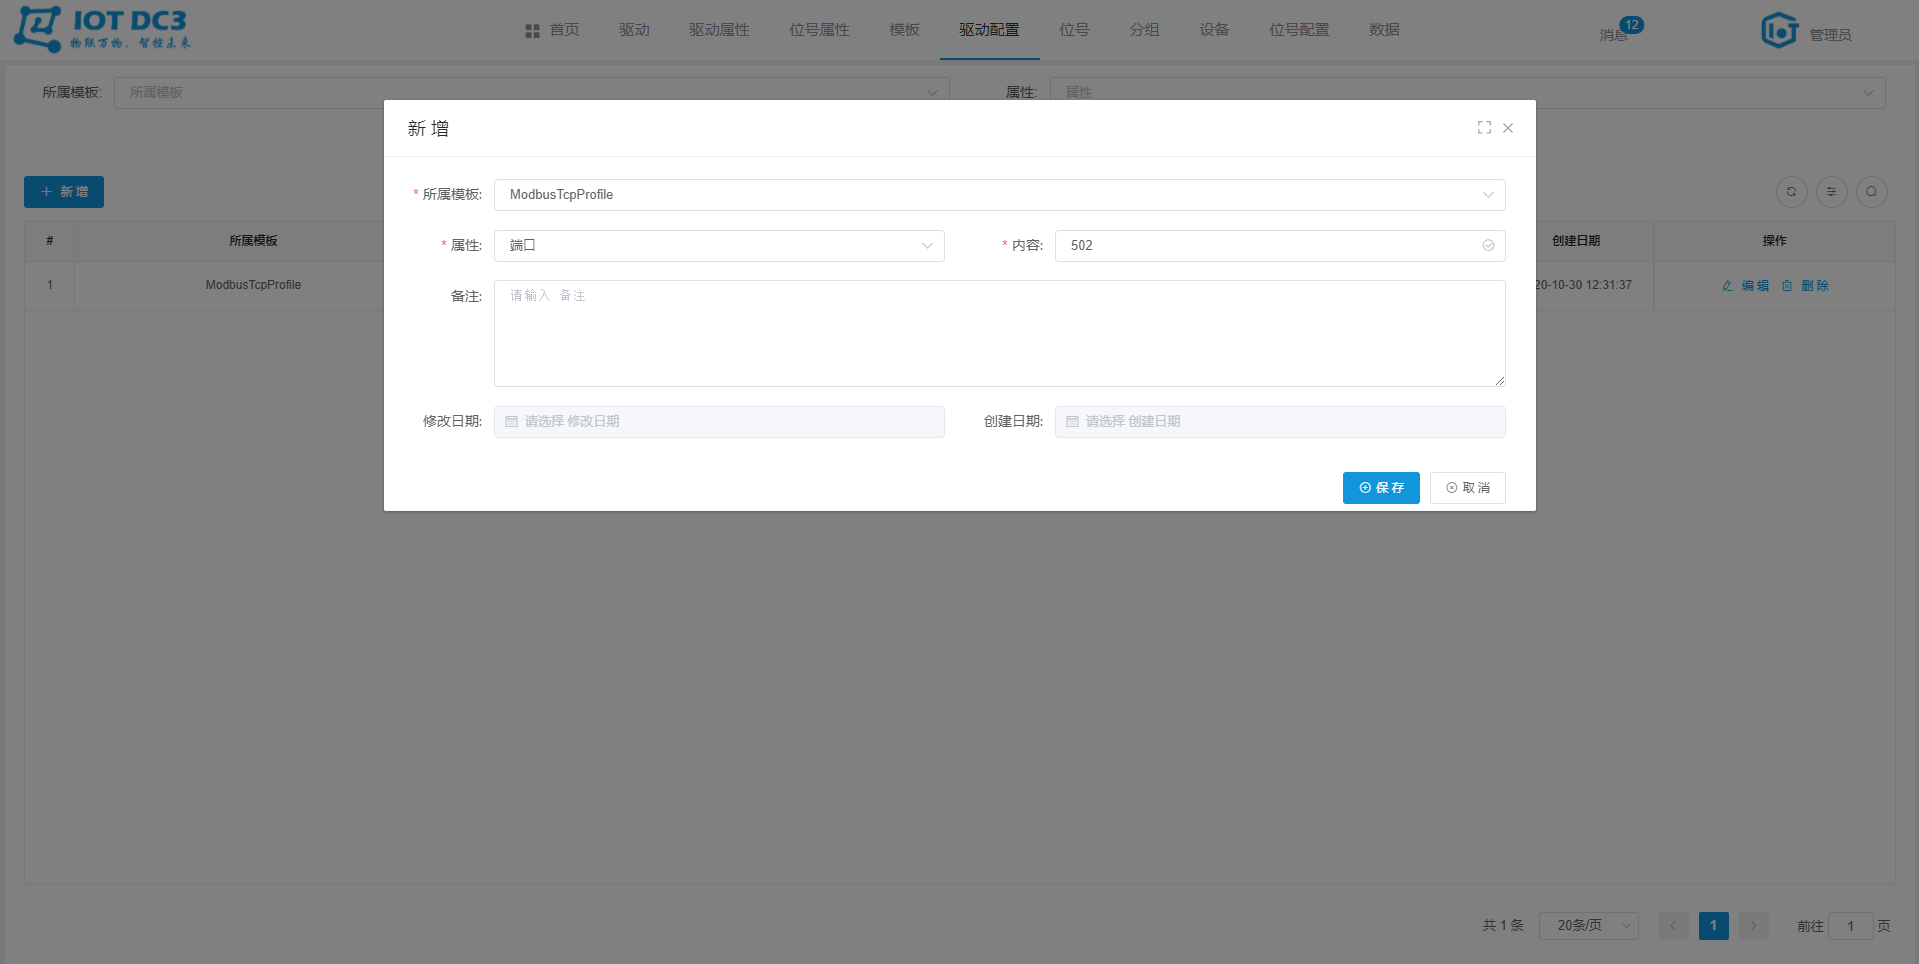 IOT DC3
物联万物，智控未来
首页 驱动 驱动属性 位号属性 模板 驱动配置 位号 分组 设备 位号配置 数据
消息 12
管理员
所属模板: 所属模板
属性: 属性
新 增
* 所属模板: ModbusTcpProfile
* 属性: 端口
* 内容: 502
备注: 请输入 备注
修改日期: 请选择 修改日期
创建日期: 请选择 创建日期
保 存
取 消
新 增
# 所属模板 创建日期 操作
1 ModbusTcpProfile 20-10-30 12:31:37 编 辑 删 除
共 1 条 20条/页 1 前往 1 页